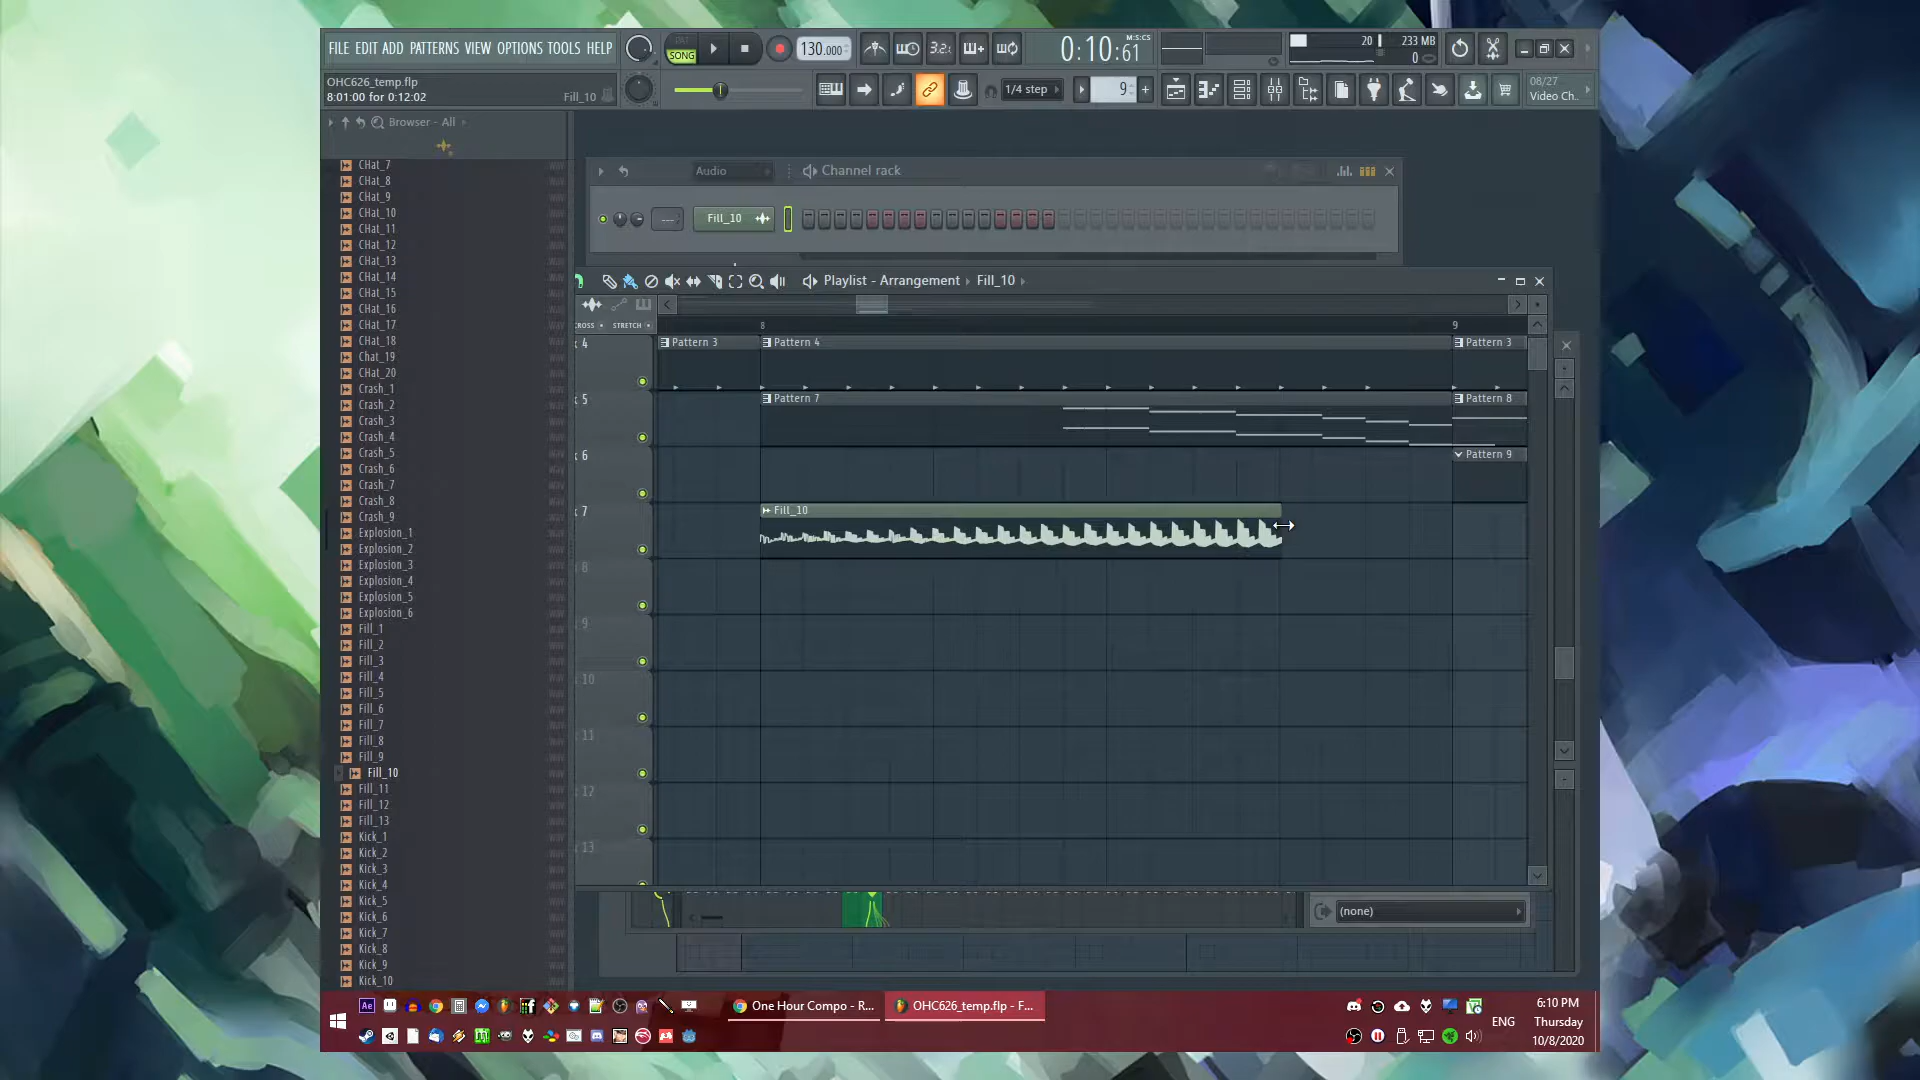 FILE EDIT ADD PATTERNS VIEW OPTIONS TOOLS HELP
PAT
SONG
130.000
3.2:
M:S:CS
0:10:61
20
233 MB
0
OHC626_temp.flp
8:01:00 for 0:12:02
Fill_10
1/4 step
9
08/27
Video Ch..
Browser - All
CHat_7
CHat_8
CHat_9
CHat_10
CHat_11
CHat_12
CHat_13
CHat_14
CHat_15
CHat_16
CHat_17
CHat_18
CHat_19
CHat_20
Crash_1
Crash_2
Crash_3
Crash_4
Crash_5
Crash_6
Crash_7
Crash_8
Crash_9
Explosion_1
Explosion_2
Explosion_3
Explosion_4
Explosion_5
Explosion_6
Fill_1
Fill_2
Fill_3
Fill_4
Fill_5
Fill_6
Fill_7
Fill_8
Fill_9
Fill_10
Fill_11
Fill_12
Fill_13
Kick_1
Kick_2
Kick_3
Kick_4
Kick_5
Kick_6
Kick_7
Kick_8
Kick_9
Kick_10
Audio
Channel rack
Fill_10
Playlist - Arrangement
Fill_10
CROSS
STRETCH
8
9
k 4
Pattern 3
Pattern 4
Pattern 3
k 5
Pattern 7
Pattern 8
k 6
Pattern 9
k 7
Fill_10
8
9
10
11
12
13
(none)
One Hour Compo - R...
OHC626_temp.flp - F...
ENG
6:10 PM
Thursday
10/8/2020